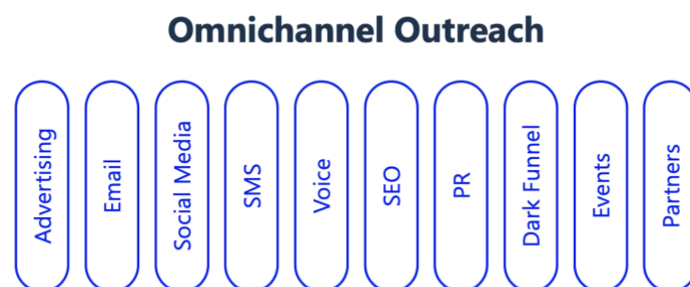 Omnichannel Outreach
Advertising
Email
Social Media
SMS
Voice
SEO
PR
Dark Funnel
Events
Partners